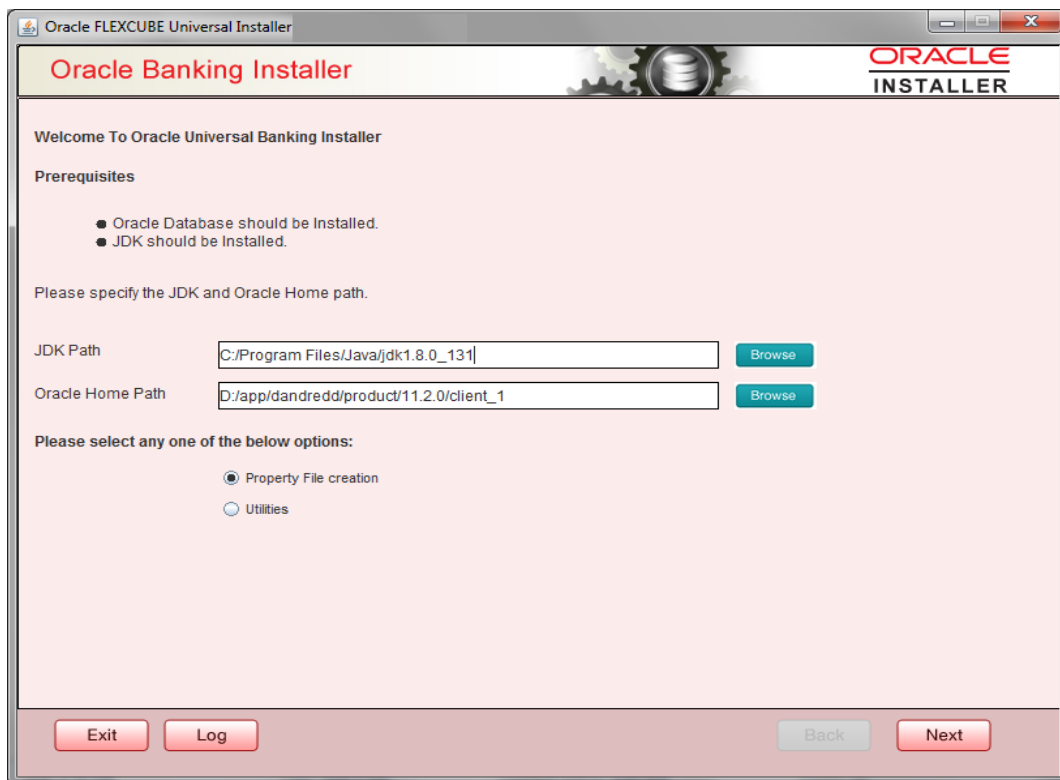 Oracle FLEXCUBE Universal Installer
Oracle Banking Installer
ORACLE
INSTALLER
Welcome To Oracle Universal Banking Installer
Prerequisites
Oracle Database should be Installed.
JDK should be Installed.
Please specify the JDK and Oracle Home path.
JDK Path C:/Program Files/Java/jdk1.8.0_131 Browse
Oracle Home Path D:/app/dandredd/product/11.2.0/client_1 Browse
Please select any one of the below options:
Property File creation
Utilities
Exit Log Back Next